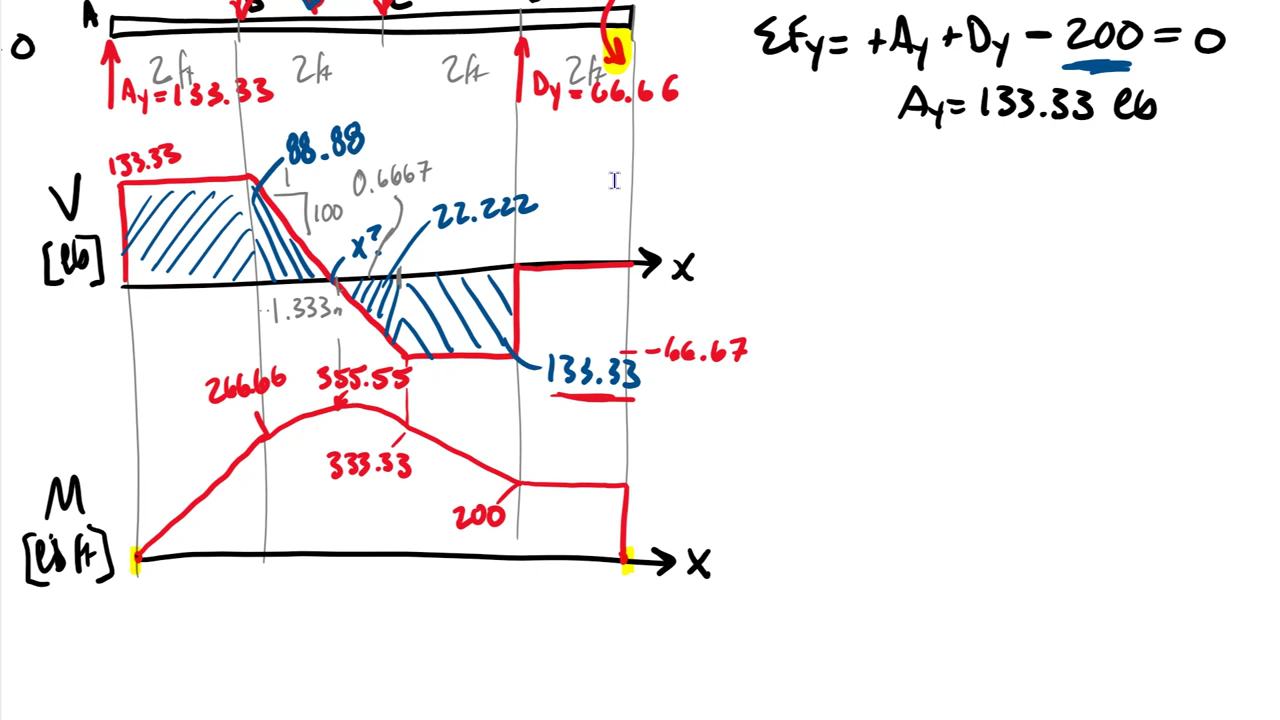 A B C
0
2ft 2ft 2ft 2ft
Ay=133.33 Dy=66.66
ΣFy= +Ay +Dy - 200 = 0
Ay= 133.33 lb
133.33
88.88
1
100
0.6667
x?
22.222
V
[lb]
x
1.333
-66.67
133.33
266.66 355.55
333.33
200
M
[lb ft]
x